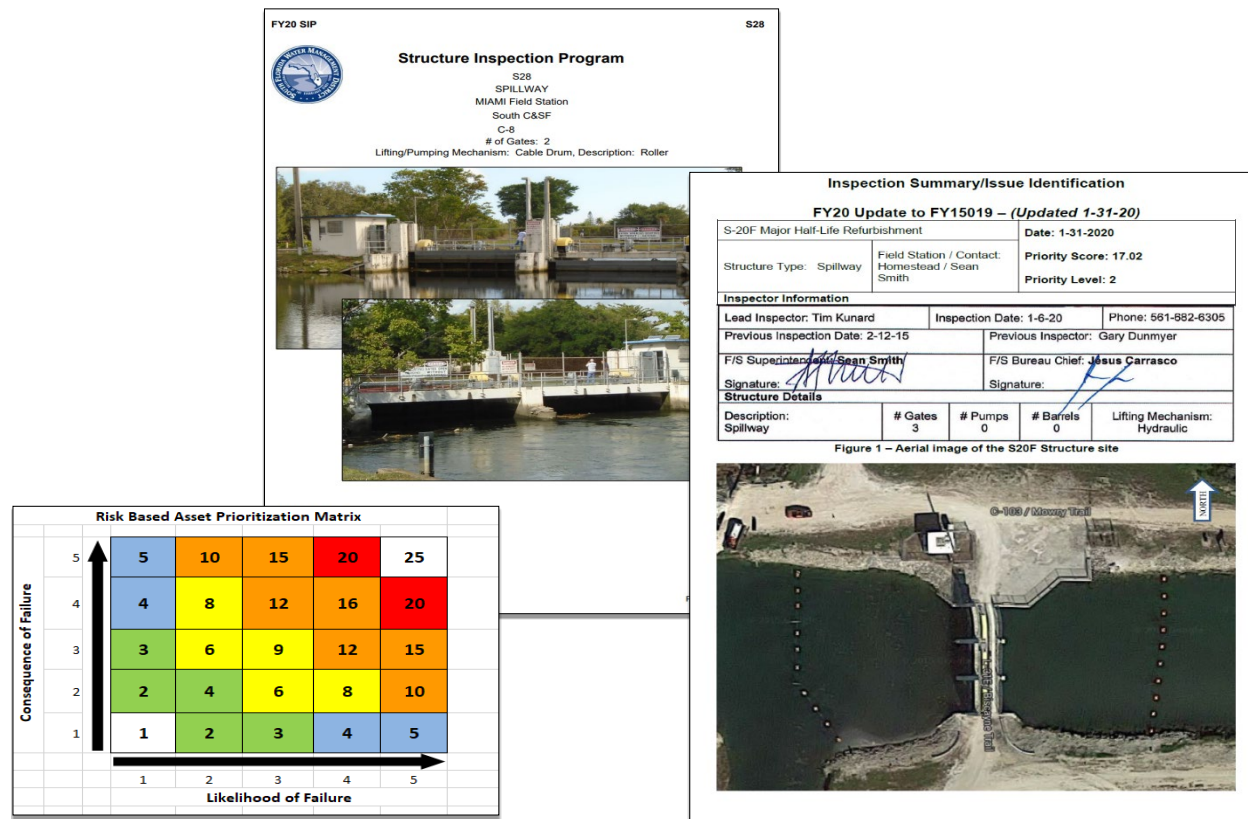 FY20 SIP
S28
SOUTH FLORIDA WATER MANAGEMENT DISTRICT
Structure Inspection Program
S28
SPILLWAY
MIAMI Field Station
South C&SF
C-8
# of Gates: 2
Lifting/Pumping Mechanism: Cable Drum, Description: Roller
Inspection Summary/Issue Identification
FY20 Update to FY15019 – (Updated 1-31-20)
S-20F Major Half-Life Refurbishment
Date: 1-31-2020
Structure Type: Spillway
Field Station / Contact:
Homestead / Sean
Smith
Priority Score: 17.02
Priority Level: 2
Inspector Information
Lead Inspector: Tim Kunard
Inspection Date: 1-6-20
Phone: 561-682-6305
Previous Inspection Date: 2-12-15
Previous Inspector: Gary Dunmyer
F/S Superintendent: Sean Smith
F/S Bureau Chief: Jesus Carrasco
Signature:
Signature:
Structure Details
Description:
Spillway
# Gates
3
# Pumps
0
# Barrels
0
Lifting Mechanism:
Hydraulic
Figure 1 – Aerial image of the S20F Structure site
C-103 / Mowry Trail
NORTH
Risk Based Asset Prioritization Matrix
Consequence of Failure
5 5 10 15 20 25
4 4 8 12 16 20
3 3 6 9 12 15
2 2 4 6 8 10
1 1 2 3 4 5
1 2 3 4 5
Likelihood of Failure